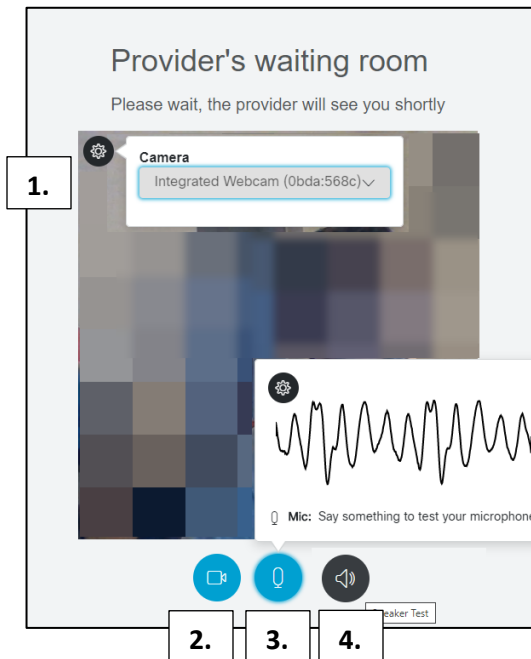 Provider's waiting room
Please wait, the provider will see you shortly
Camera
Integrated Webcam (0bda:568c)
1.
Mic: Say something to test your microphone
Test
2.
3.
4.